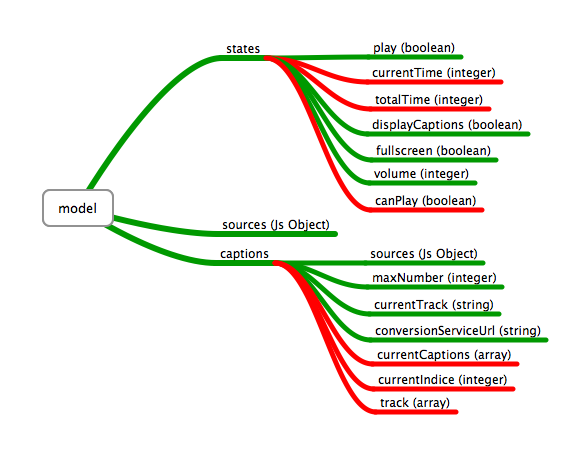 states
play (boolean)
currentTime (integer)
totalTime (integer)
displayCaptions (boolean)
fullscreen (boolean)
volume (integer)
canPlay (boolean)
model
sources (Js Object)
captions
sources (Js Object)
maxNumber (integer)
currentTrack (string)
conversionServiceUrl (string)
currentCaptions (array)
currentIndice (integer)
track (array)